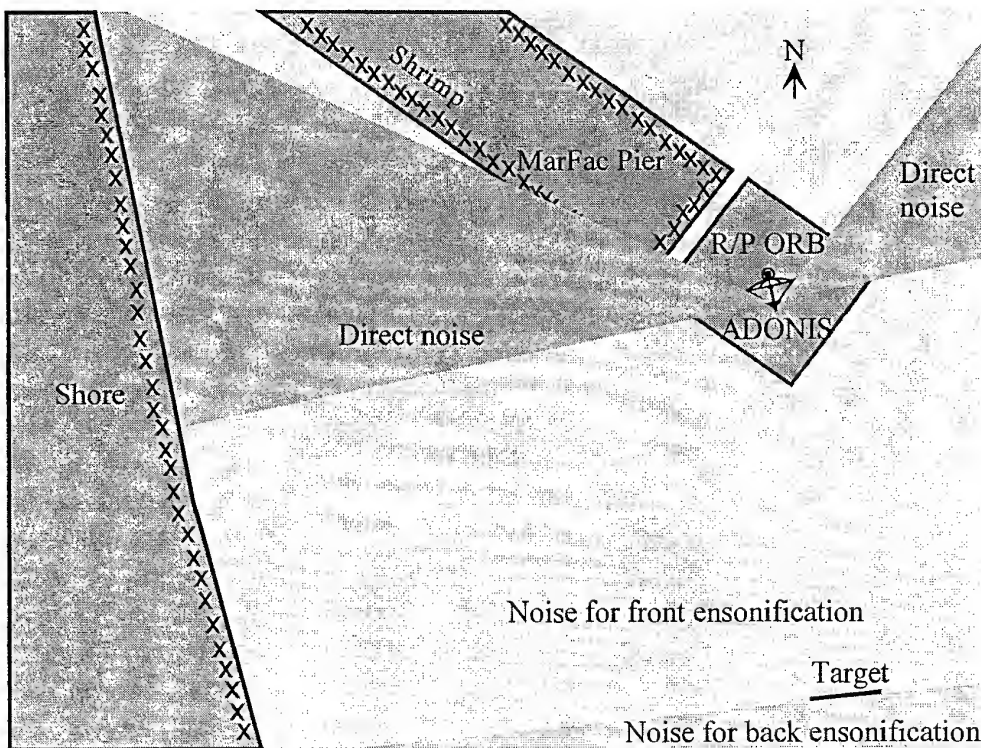 N
Shrimp
MarFac Pier
Direct
noise
R/P ORB
ADONIS
Direct noise
Shore
Noise for front ensonification
Target
Noise for back ensonification